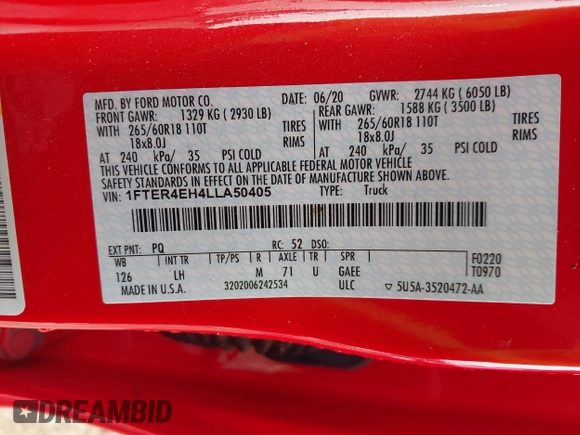 MFD. BY FORD MOTOR CO.
DATE: 06/20 GVWR: 2744 KG ( 6050 LB)
FRONT GAWR: 1329 KG ( 2930 LB)
REAR GAWR: 1588 KG ( 3500 LB)
WITH 265/60R18 110T TIRES
WITH 265/60R18 110T TIRES
18x8.0J RIMS
18x8.0J RIMS
AT 240 kPa/ 35 PSI COLD
AT 240 kPa/ 35 PSI COLD
THIS VEHICLE CONFORMS TO ALL APPLICABLE FEDERAL MOTOR VEHICLE
SAFETY STANDARDS IN EFFECT ON THE DATE OF MANUFACTURE SHOWN ABOVE.
VIN: 1FTER4EH4LLA50405
TYPE: Truck
EXT PNT: PQ RC: 52 DSO:
WB INT TR TP/PS R AXLE TR SPR F0220
126 LH M 71 U GAEE T0970
MADE IN U.S.A. 3202006242534 ULC ▽ 5U5A-3520472-AA
DREAMBID